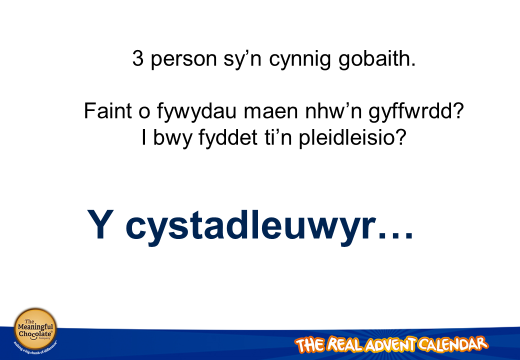 3 person sy’n cynnig gobaith.
Faint o fywydau maen nhw’n gyffwrdd?
I bwy fyddet ti’n pleidleisio?
Y cystadleuwyr…
The
Meaningful
Chocolate
THE REAL ADVENT CALENDAR